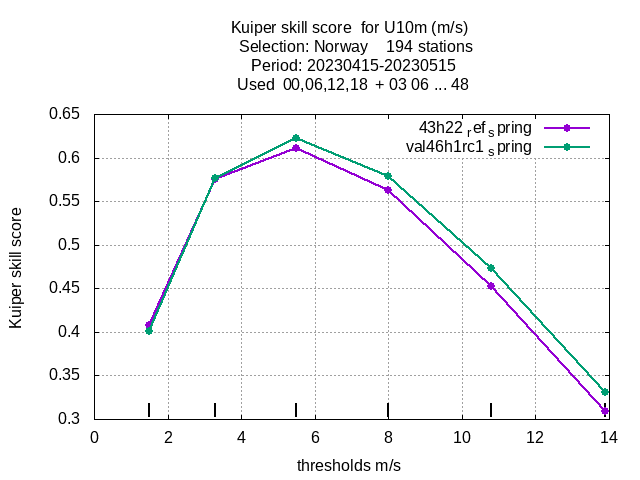 Kuiper skill score  for U10m (m/s)
Selection: Norway    194 stations
Period: 20230415-20230515
Used  00,06,12,18  + 03 06 ... 48
43h22 ref spring
val46h1rc1 spring
0.65
0.6
0.55
0.5
0.45
0.4
0.35
0.3
Kuiper skill score
0 2 4 6 8 10 12 14
thresholds m/s